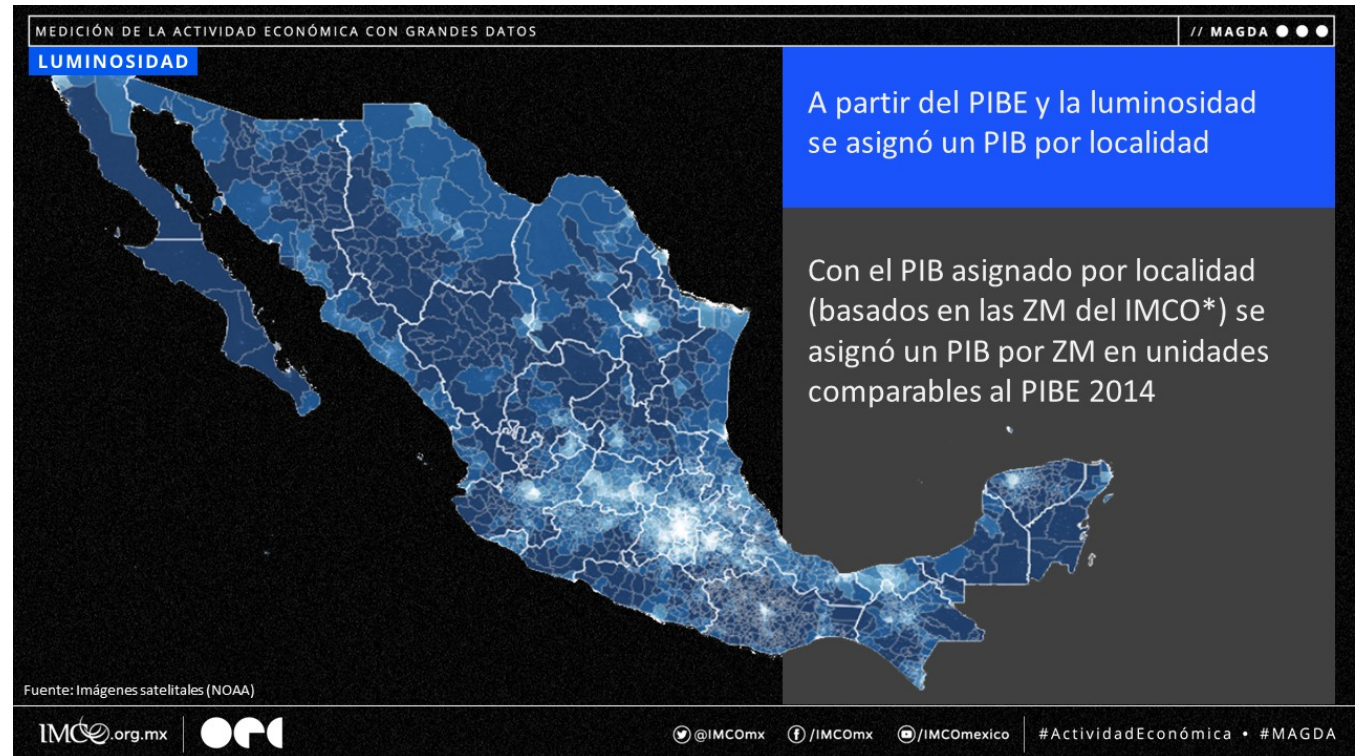 MEDICIÓN DE LA ACTIVIDAD ECONÓMICA CON GRANDES DATOS
// MAGDA
LUMINOSIDAD
A partir del PIBE y la luminosidad
se asignó un PIB por localidad
Con el PIB asignado por localidad
(basados en las ZM del IMCO*) se
asignó un PIB por ZM en unidades
comparables al PIBE 2014
Fuente: Imágenes satelitales (NOAA)
IMCO.org.mx
@IMCOmx /IMCOmx /IMCOmexico #ActividadEconómica • #MAGDA